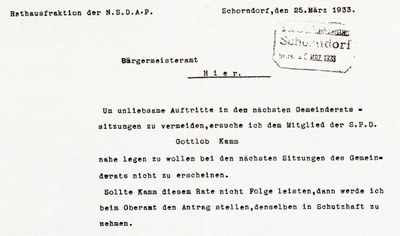 Rathausfraktion der N.S.D.A-P.
Schorndorf,den 25.März 1933.
Schorndorf
26 MRZ. 1933
Bürgermeisteramt
Hier.
Um unliebsame Auftritte in den nächsten Gemeinderats =
sitzungen zu vermeiden,ersuche ich dem Mitglied der S.P.D.
Gottlob Kamm
nahe legen zu wollen bei den nächsten Sitzungen des Gemein-
derats nicht zu erscheinen.
Sollte Kamm diesem Rate nicht Folge leisten,dann werde ich
beim Oberamt den Antrag stellen,denselben in Schutzhaft zu
nehmen.